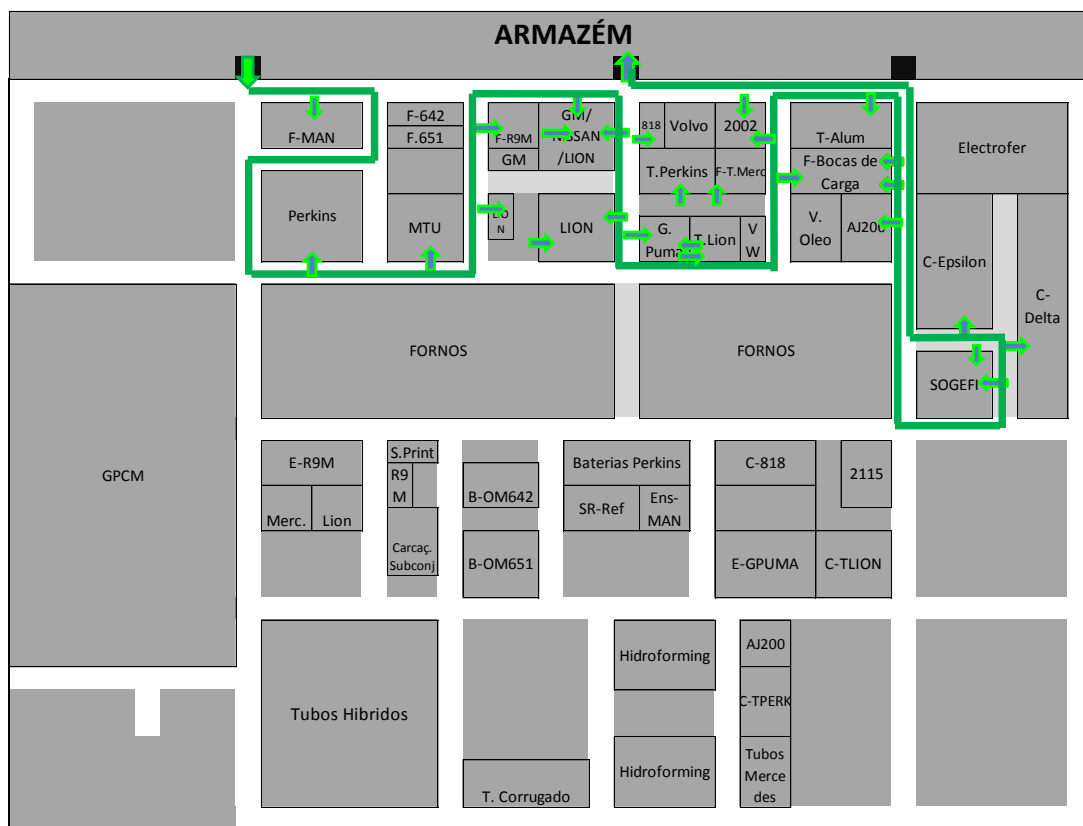 ARMAZÉM
F-MAN
F-642
F.651
F-R9M
GM
GM/
NISSAN
/LION
818
Volvo
2002
T-Alum
F-Bocas de
Carga
Electrofer
T.Perkins
F-T.Merc
Perkins
MTU
LION
G.
Puma
T.Lion
V
W
V.
Oleo
AJ200
C-Epsilon
C-
Delta
FORNOS
FORNOS
SOGEFI
GPCM
E-R9M
Merc.
Lion
S.Print
R9
M
Carcaç.
Subconj
B-OM642
B-OM651
Baterias Perkins
SR-Ref
Ens-
MAN
C-818
2115
E-GPUMA
C-TLION
Tubos Hibridos
T. Corrugado
Hidroforming
Hidroforming
AJ200
C-TPERK
Tubos
Merce
des